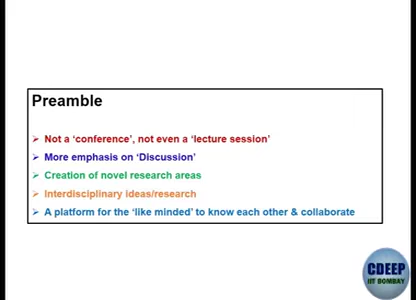 Preamble
➢ Not a ‘conference’, not even a ‘lecture session’
➢ More emphasis on ‘Discussion’
➢ Creation of novel research areas
➢ Interdisciplinary ideas/research
➢ A platform for the ‘like minded’ to know each other & collaborate
CDEEP
IIT BOMBAY